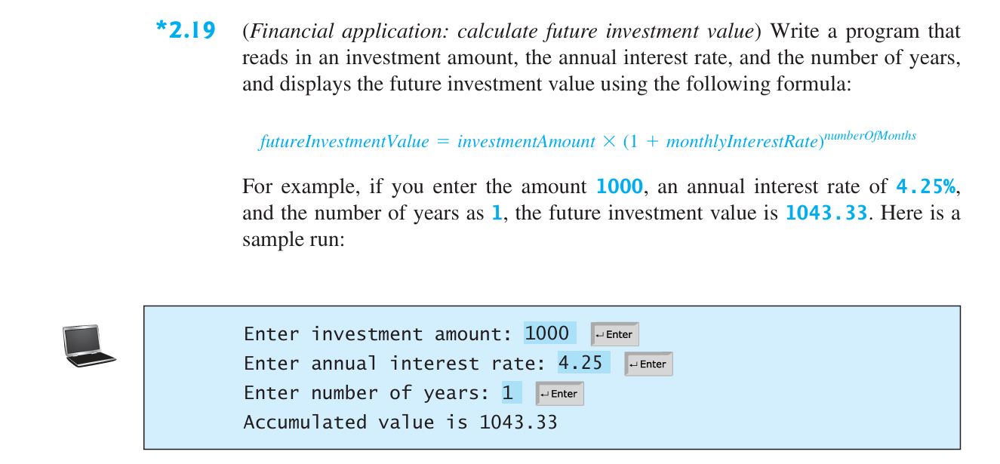 *2.19 (Financial application: calculate future investment value) Write a program that
reads in an investment amount, the annual interest rate, and the number of years,
and displays the future investment value using the following formula:
futureInvestmentValue = investmentAmount × (1 + monthlyInterestRate)^numberOfMonths
For example, if you enter the amount 1000, an annual interest rate of 4.25%,
and the number of years as 1, the future investment value is 1043.33. Here is a
sample run:
Enter investment amount: 1000 ↵Enter
Enter annual interest rate: 4.25 ↵Enter
Enter number of years: 1 ↵Enter
Accumulated value is 1043.33